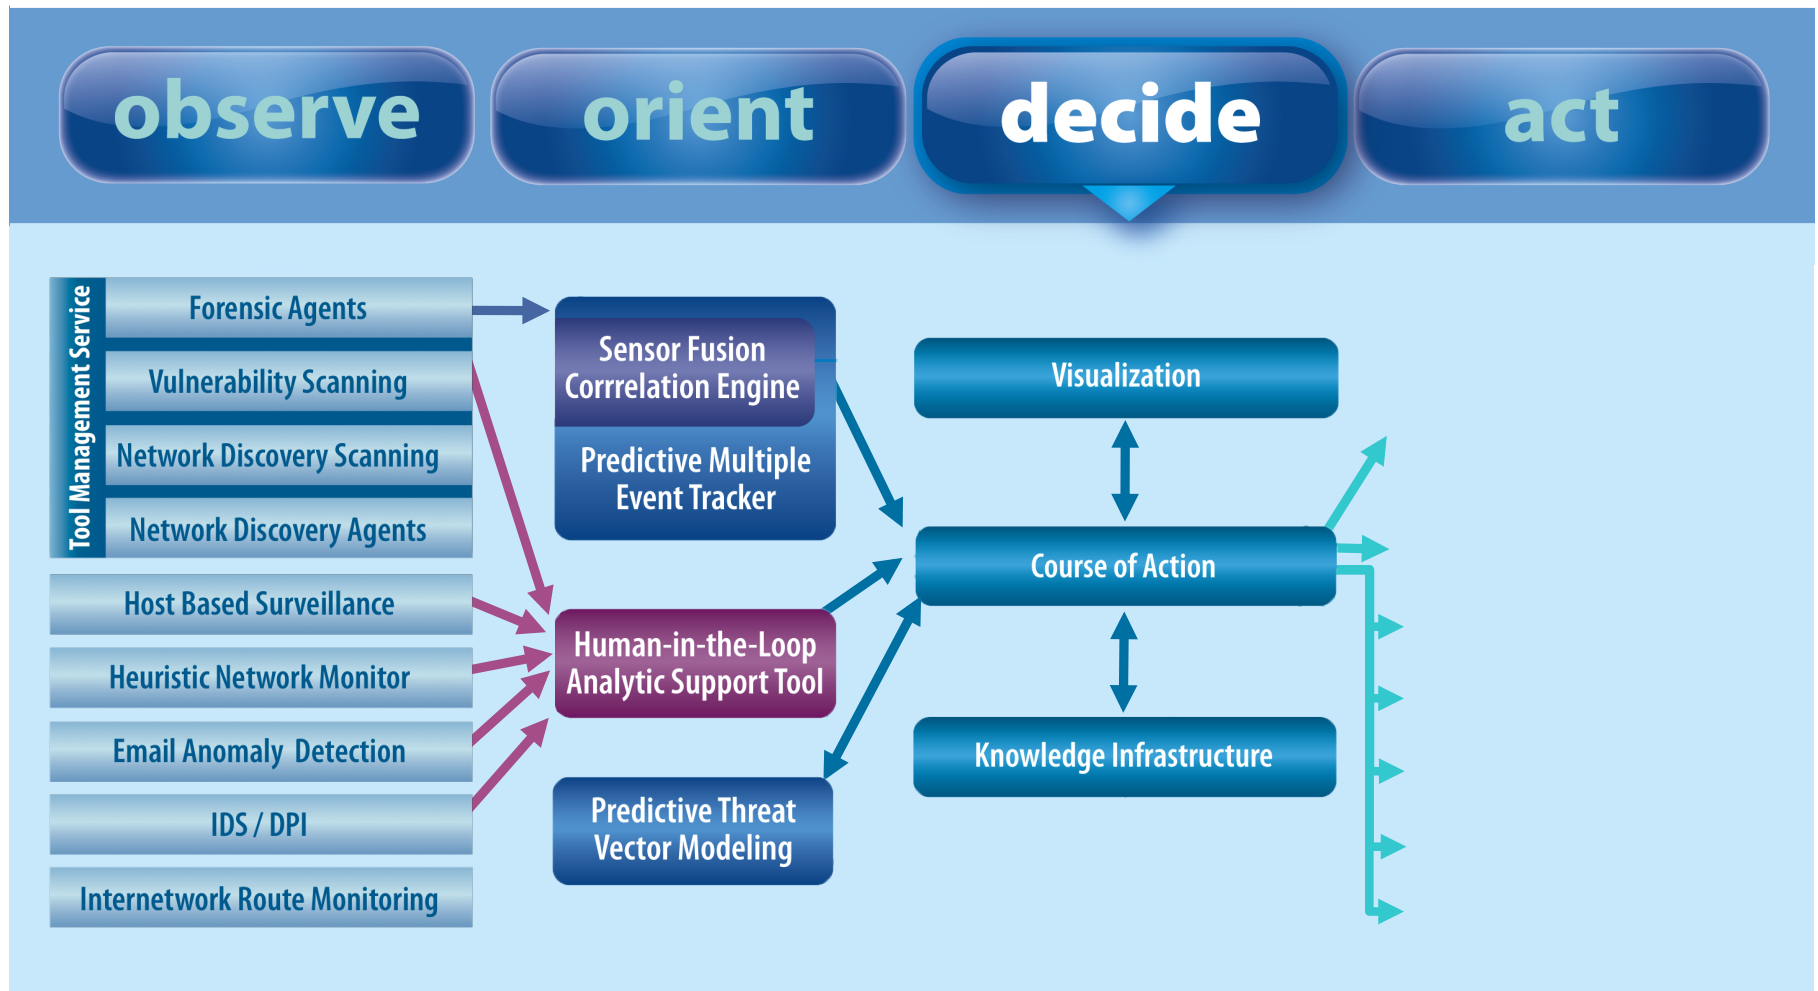 observe
orient
decide
act
Tool Management Service
Forensic Agents
Vulnerability Scanning
Network Discovery Scanning
Network Discovery Agents
Host Based Surveillance
Heuristic Network Monitor
Email Anomaly  Detection
IDS / DPI
Internetwork Route Monitoring
Sensor Fusion
Corrrelation Engine
Predictive Multiple
Event Tracker
Human-in-the-Loop
Analytic Support Tool
Predictive Threat
Vector Modeling
Visualization
Course of Action
Knowledge Infrastructure